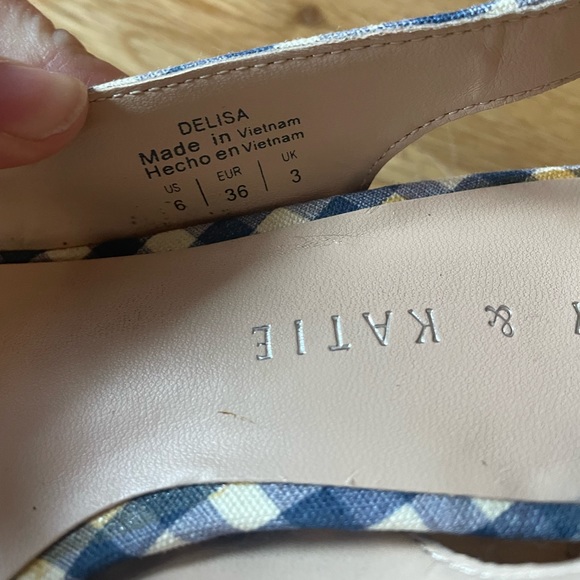 DELISA
Made in Vietnam
Hecho en Vietnam
US EUR UK
6 36 3
& KATIE